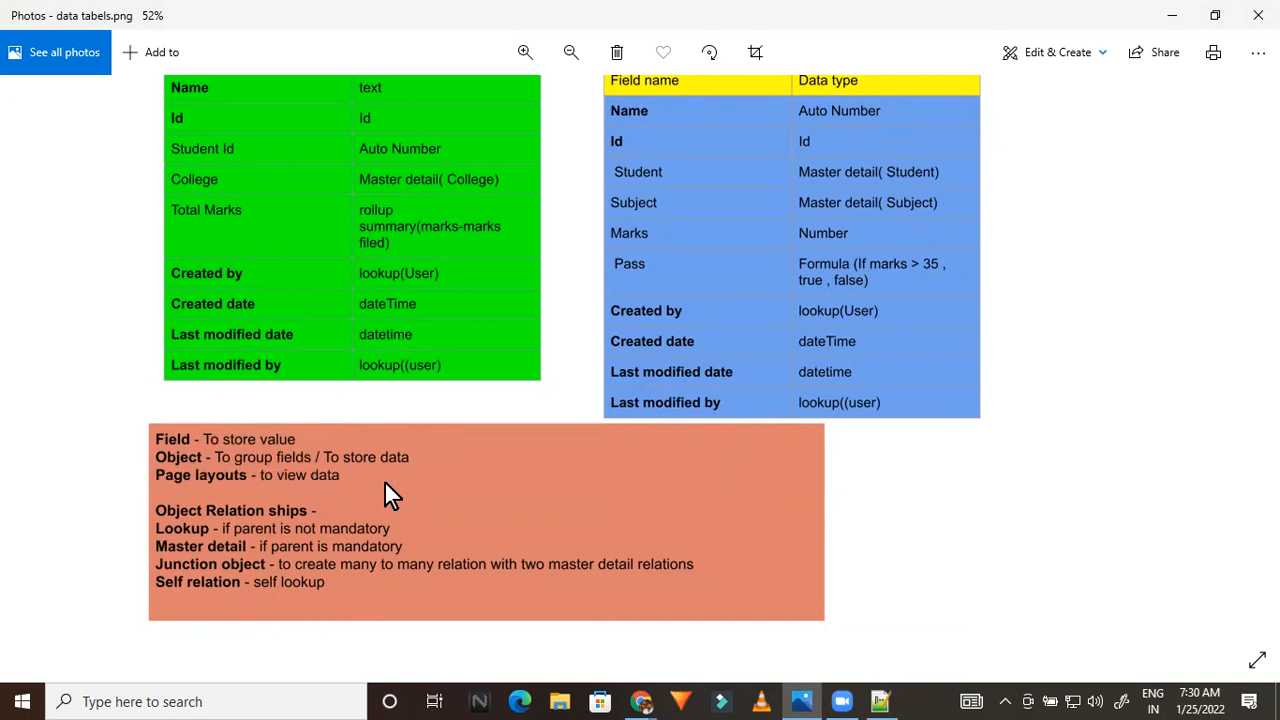 Photos - data tabels.png   52%
See all photos
Add to
Edit & Create
Share
Name text
Id Id
Student Id Auto Number
College Master detail( College)
Total Marks rollup
summary(marks-marks
filed)
Created by lookup(User)
Created date dateTime
Last modified date datetime
Last modified by lookup((user)
Field name Data type
Name Auto Number
Id Id
Student Master detail( Student)
Subject Master detail( Subject)
Marks Number
Pass Formula (If marks > 35 ,
true , false)
Created by lookup(User)
Created date dateTime
Last modified date datetime
Last modified by lookup((user)
Field - To store value
Object - To group fields / To store data
Page layouts - to view data
Object Relation ships -
Lookup - if parent is not mandatory
Master detail - if parent is mandatory
Junction object - to create many to many relation with two master detail relations
Self relation - self lookup
Type here to search
ENG
IN
7:30 AM
1/25/2022